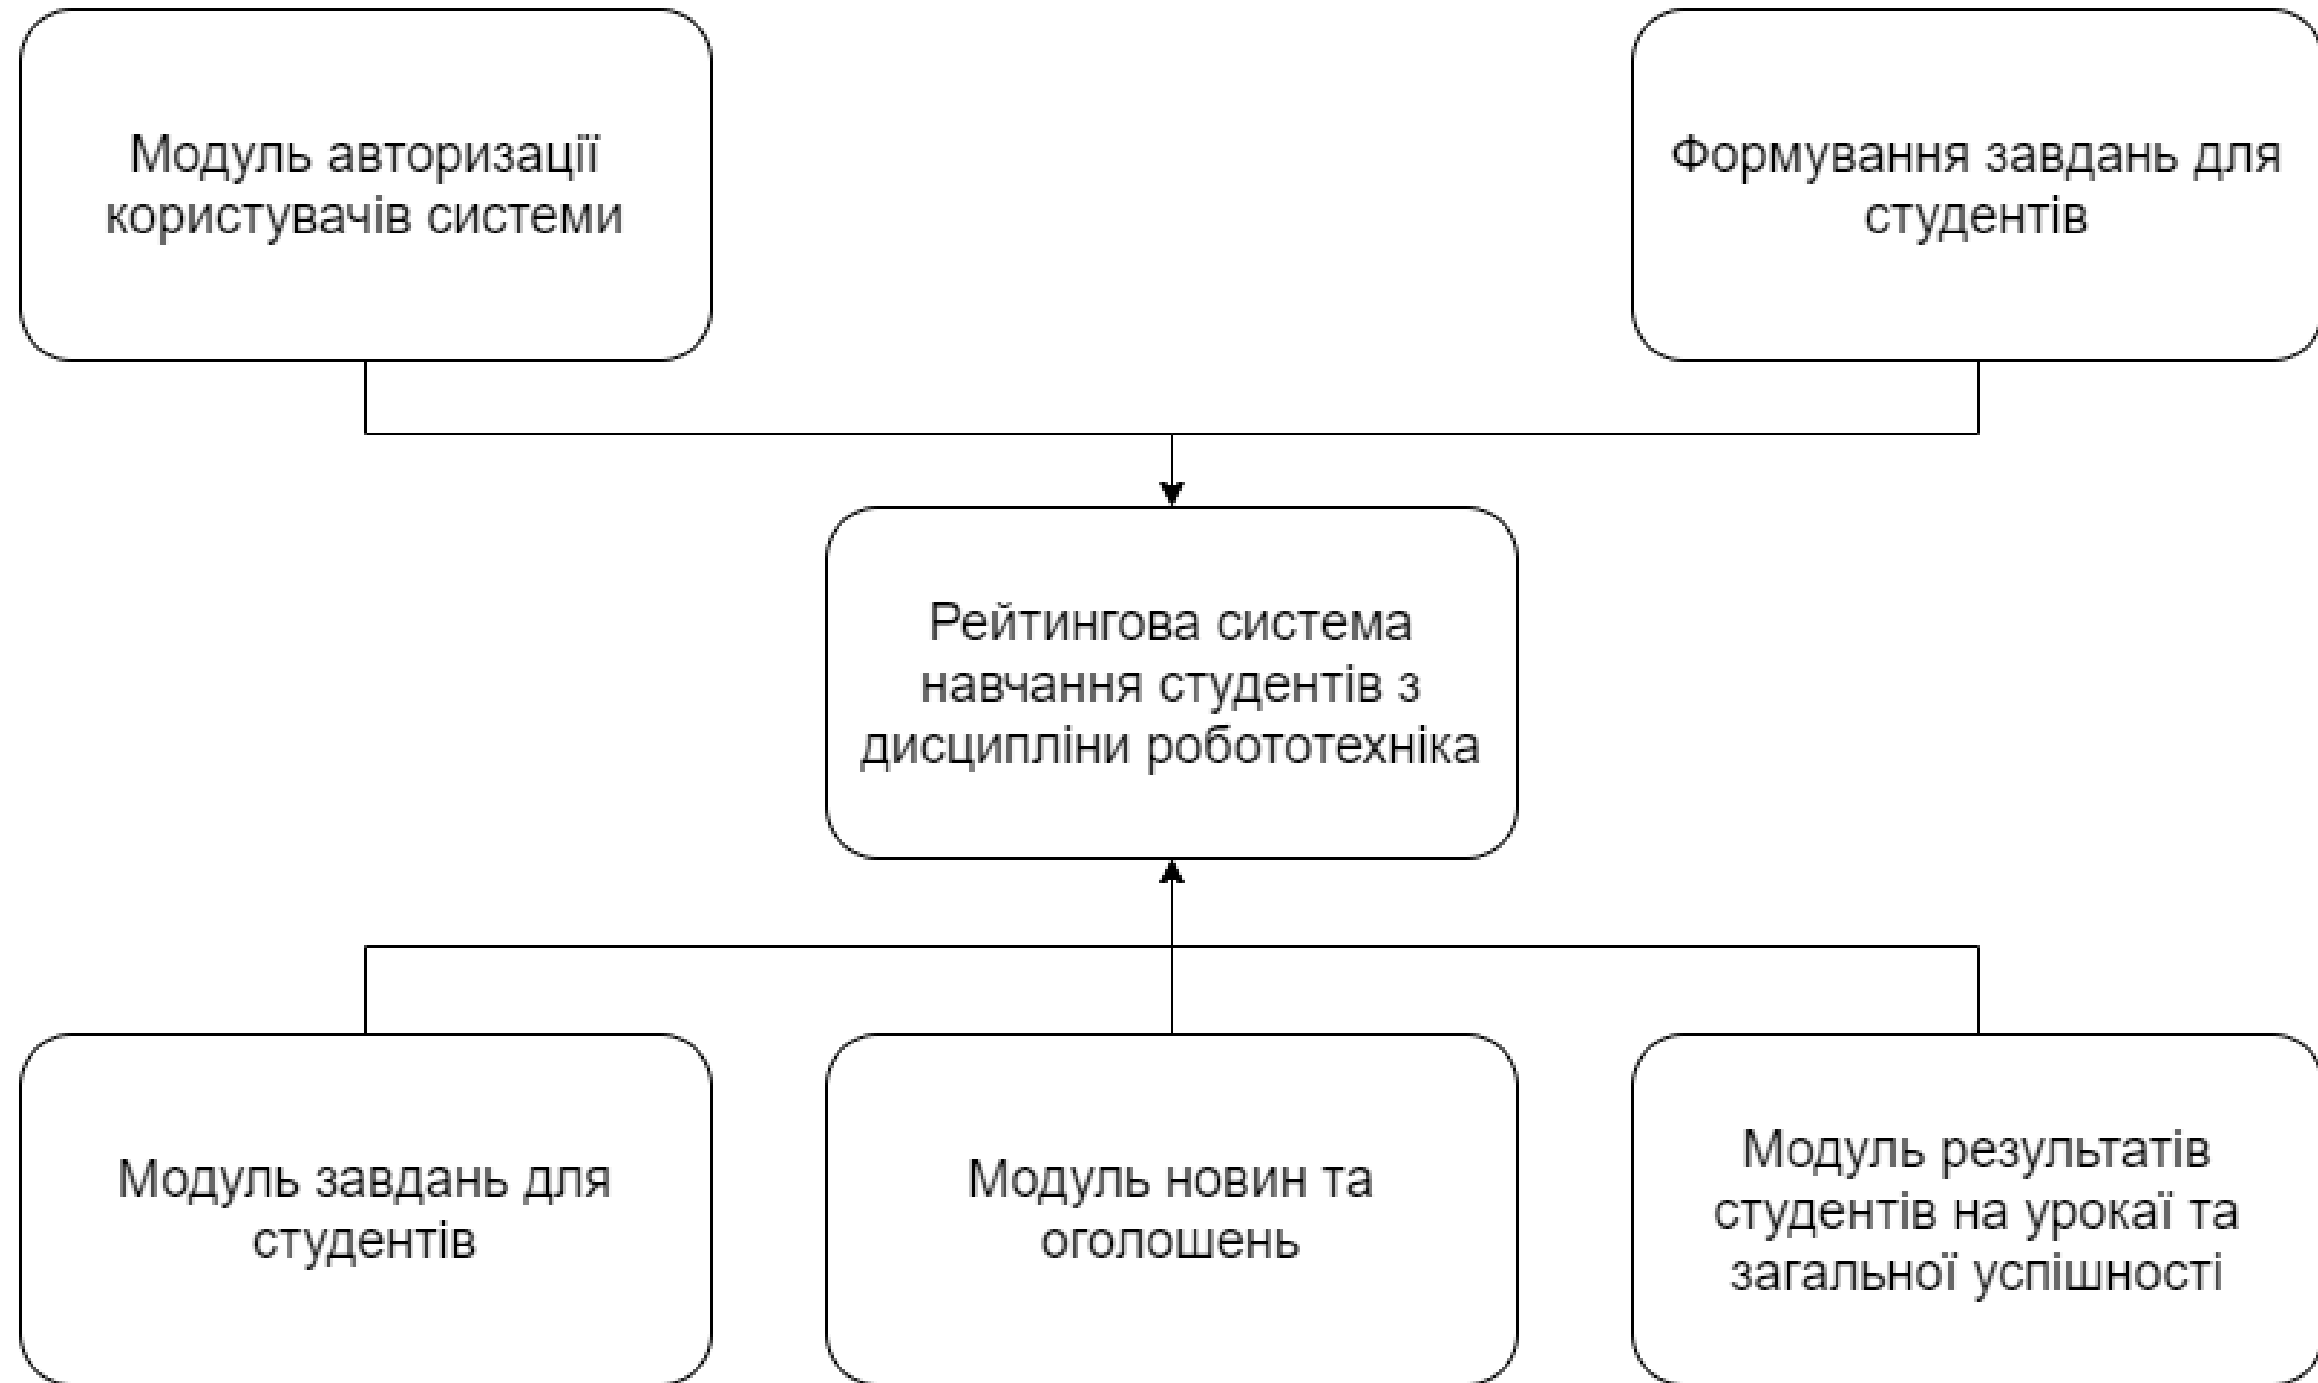 Модуль авторизації
користувачів системи
Формування завдань для
студентів
Рейтингова система
навчання студентів з
дисципліни робототехніка
Модуль завдань для
студентів
Модуль новин та
оголошень
Модуль результатів
студентів на урокаї та
загальної успішності